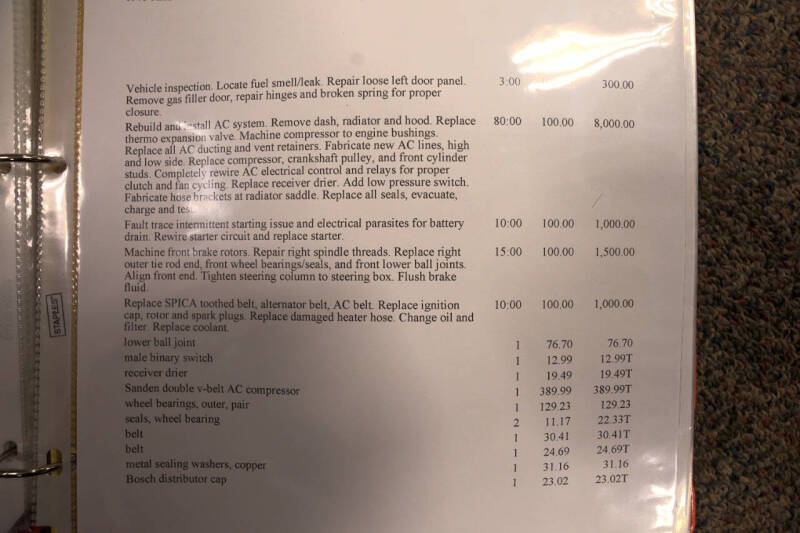 Vehicle inspection. Locate fuel smell/leak. Repair loose left door panel. 3:00 300.00
Remove gas filler door, repair hinges and broken spring for proper
closure.
Rebuild and install AC system. Remove dash, radiator and hood. Replace 80:00 100.00 8,000.00
thermo expansion valve. Machine compressor to engine bushings.
Replace all AC ducting and vent retainers. Fabricate new AC lines, high
and low side. Replace compressor, crankshaft pulley, and front cylinder
studs. Completely rewire AC electrical control and relays for proper
clutch and fan cycling. Replace receiver drier. Add low pressure switch.
Fabricate hose brackets at radiator saddle. Replace all seals, evacuate,
charge and test.
Fault trace intermittent starting issue and electrical parasites for battery 10:00 100.00 1,000.00
drain. Rewire starter circuit and replace starter.
Machine front brake rotors. Repair right spindle threads. Replace right 15:00 100.00 1,500.00
outer tie rod end, front wheel bearings/seals, and front lower ball joints.
Align front end. Tighten steering column to steering box. Flush brake
fluid.
Replace SPICA toothed belt, alternator belt, AC belt. Replace ignition 10:00 100.00 1,000.00
cap, rotor and spark plugs. Replace damaged heater hose. Change oil and
filter. Replace coolant.
lower ball joint 1 76.70 76.70
male binary switch 1 12.99 12.99T
receiver drier 1 19.49 19.49T
Sanden double v-belt AC compressor 1 389.99 389.99T
wheel bearings, outer, pair 1 129.23 129.23
seals, wheel bearing 2 11.17 22.33T
belt 1 30.41 30.41T
belt 1 24.69 24.69T
metal sealing washers, copper 1 31.16 31.16
Bosch distributor cap 1 23.02 23.02T
STAPLES